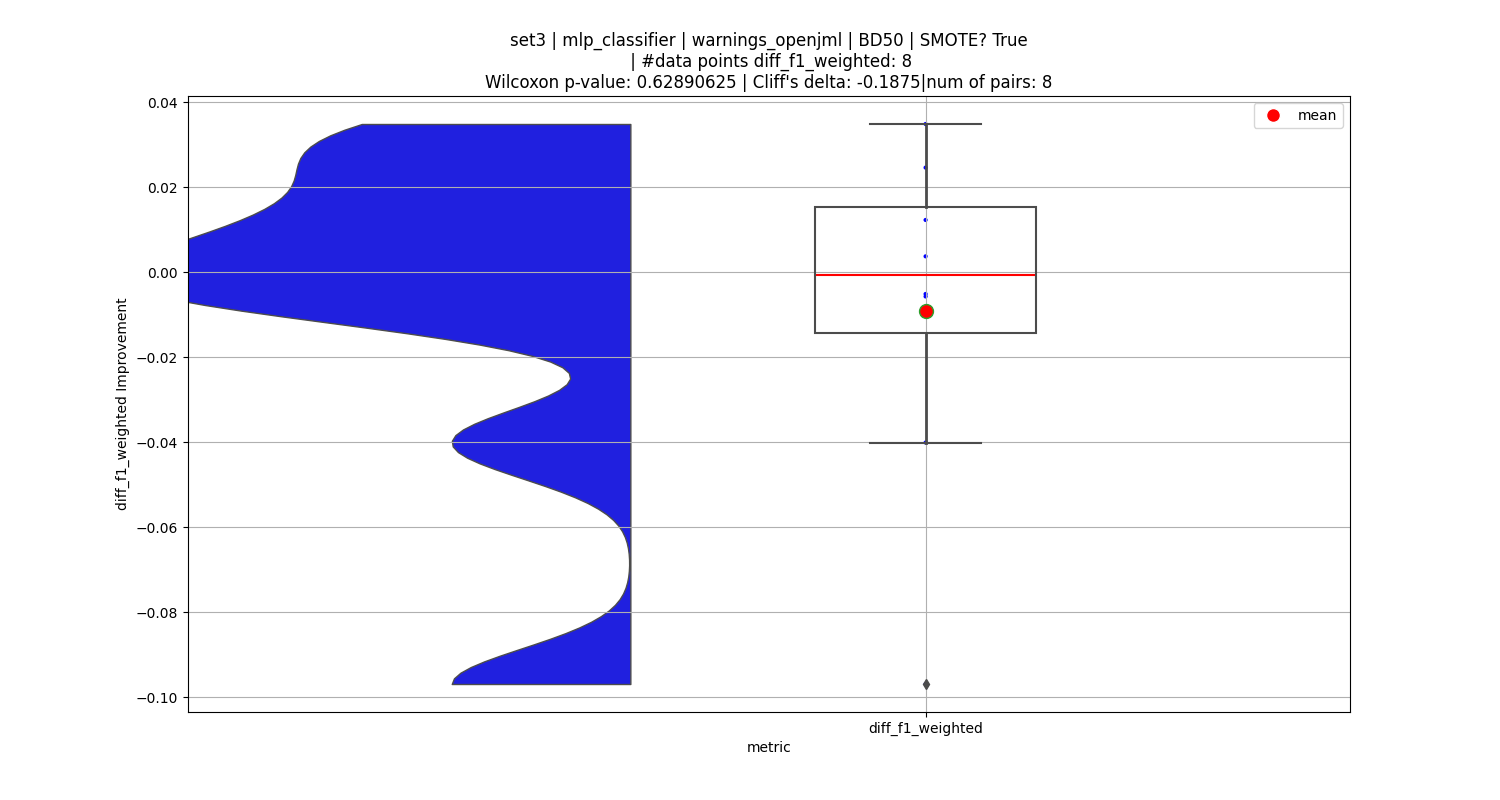 set3 | mlp_classifier | warnings_openjml | BD50 | SMOTE? True
| #data points diff_f1_weighted: 8
Wilcoxon p-value: 0.62890625 | Cliff's delta: -0.1875|num of pairs: 8
0.04
mean
0.02
0.00
−0.02
−0.04
−0.06
−0.08
−0.10
diff_f1_weighted Improvement
diff_f1_weighted
metric